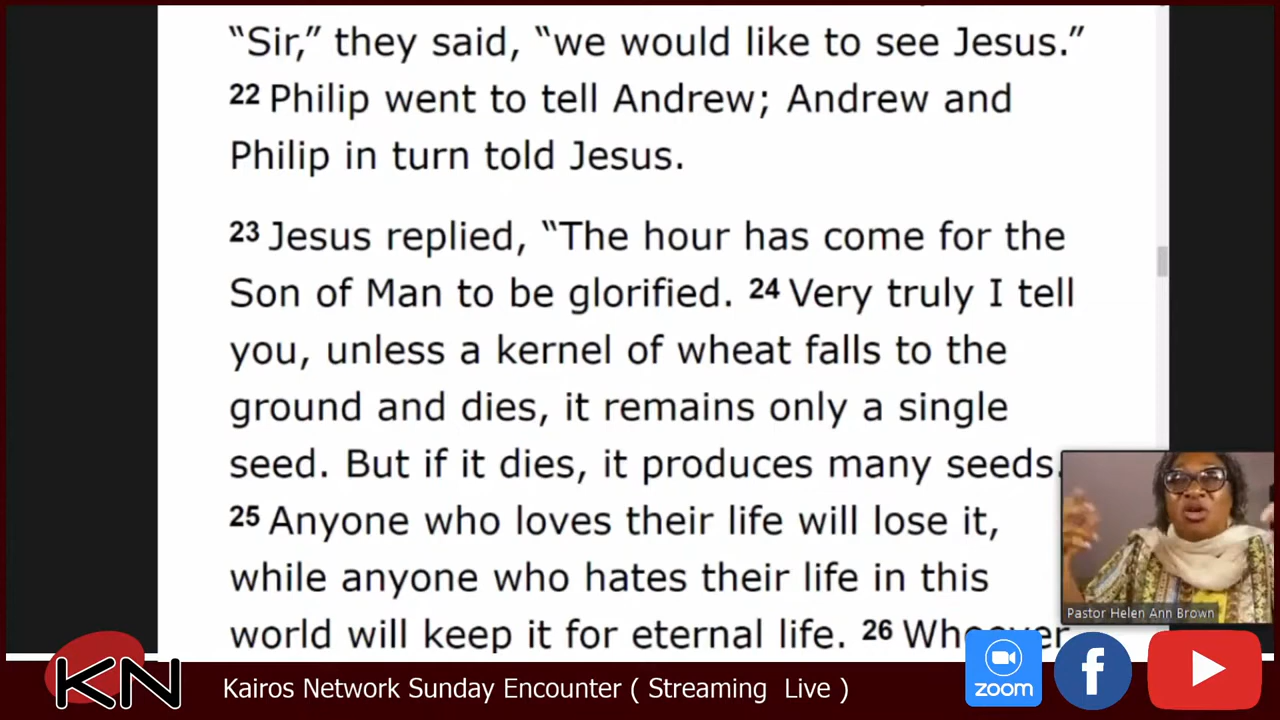 “Sir,” they said, “we would like to see Jesus.”
22 Philip went to tell Andrew; Andrew and
Philip in turn told Jesus.
23 Jesus replied, “The hour has come for the
Son of Man to be glorified. 24 Very truly I tell
you, unless a kernel of wheat falls to the
ground and dies, it remains only a single
seed. But if it dies, it produces many seeds.
25 Anyone who loves their life will lose it,
while anyone who hates their life in this
world will keep it for eternal life. 26 Whoever
Pastor Helen Ann Brown
KN
Kairos Network Sunday Encounter ( Streaming Live )
zoom
f